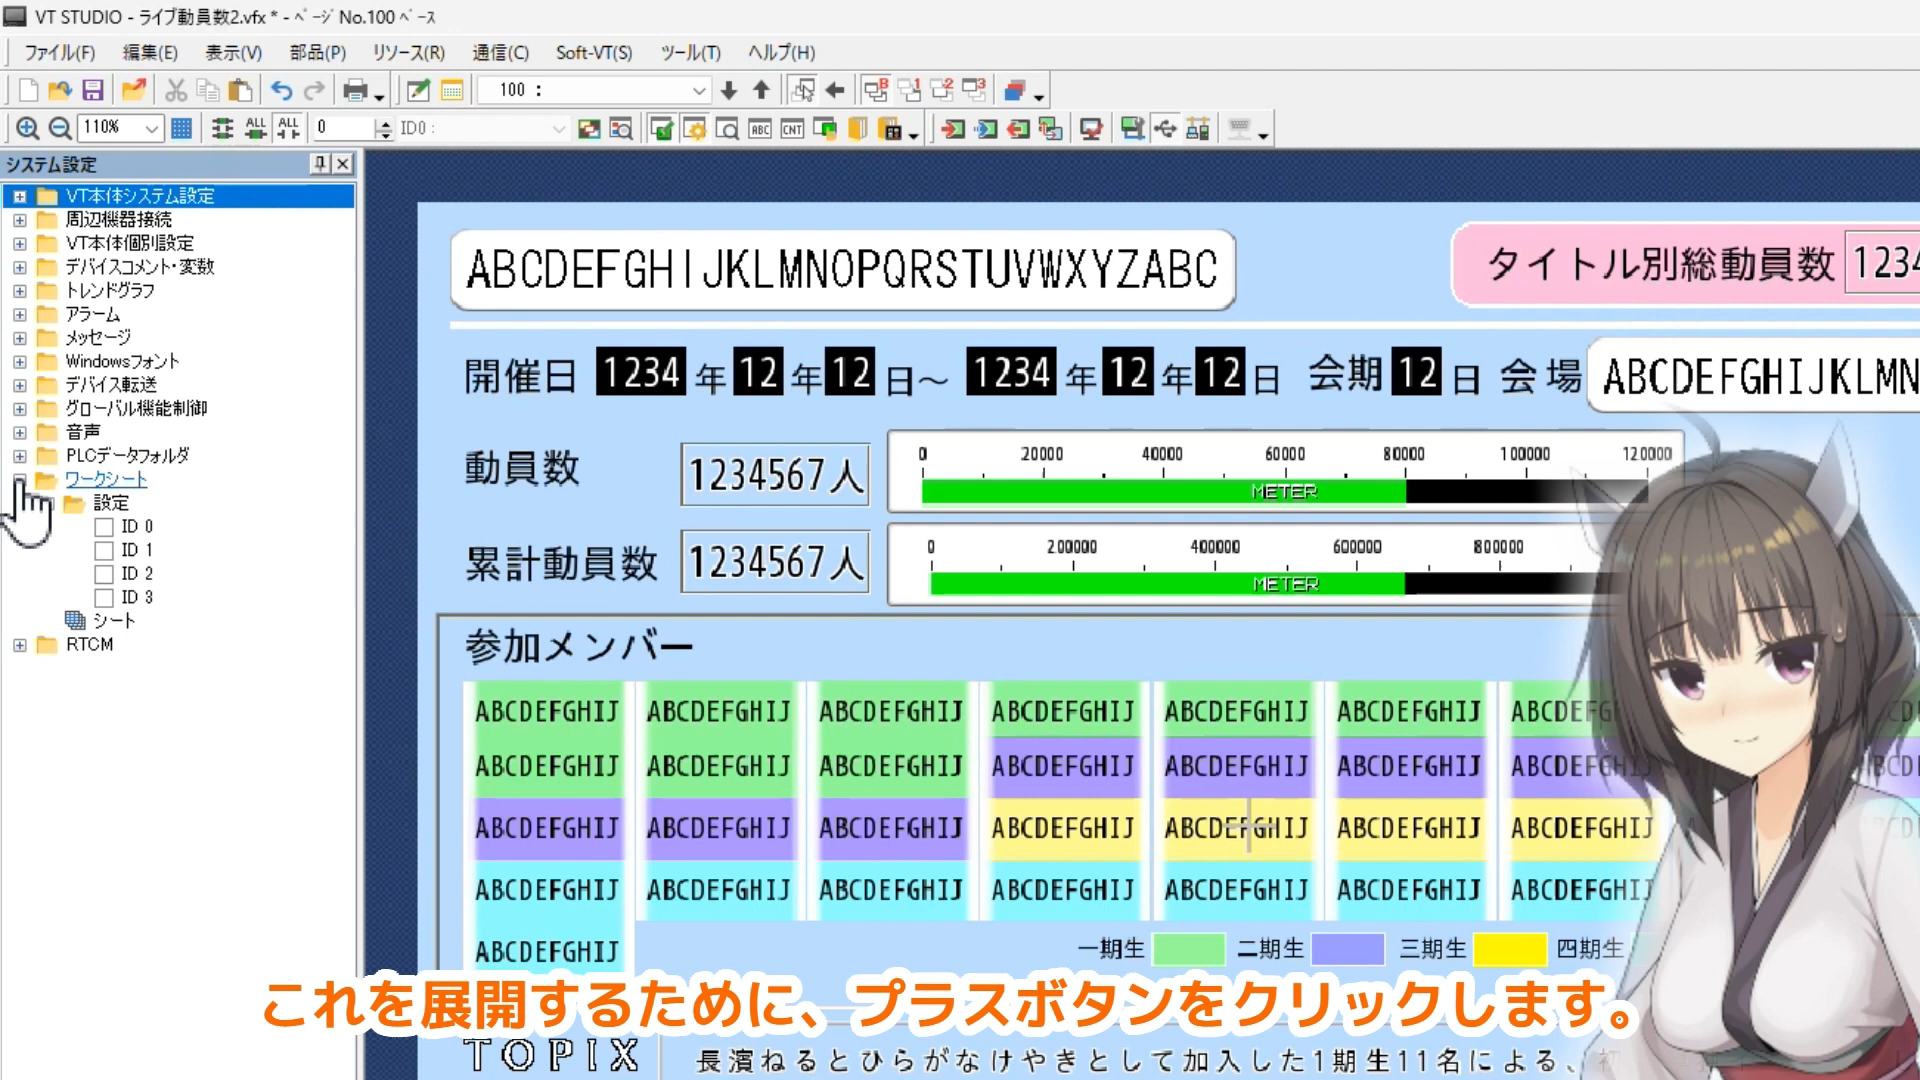 VT STUDIO - ライブ動員数2.vfx * - ﾍﾟｰｼﾞ No.100 ﾍﾞｰｽ
ファイル(F) 編集(E) 表示(V) 部品(P) リソース(R) 通信(C) Soft-VT(S) ツール(T) ヘルプ(H)
100 :
110% ALL ALL 0 ID0 : ABC CNT
システム設定
VT本体システム設定
周辺機器接続
VT本体個別設定
デバイスコメント・変数
トレンドグラフ
アラーム
メッセージ
Windowsフォント
デバイス転送
グローバル機能制御
音声
PLCデータフォルダ
ワークシート
設定
ID 0
ID 1
ID 2
ID 3
シート
RTCM
ABCDEFGHIJKLMNOPQRSTUVWXYZABC
タイトル別総動員数 1234
開催日 1234 年 12 年 12 日～ 1234 年 12 年 12 日 会期 12 日 会場 ABCDEFGHIJKLMN
動員数 1234567人
0 20000 40000 60000 80000 100000 120000
METER
累計動員数 1234567人
0 200000 400000 600000 800000
METER
参加メンバー
ABCDEFGHIJ ABCDEFGHIJ ABCDEFGHIJ ABCDEFGHIJ ABCDEFGHIJ ABCDEFGHIJ ABCDEFG
ABCDEFGHIJ ABCDEFGHIJ ABCDEFGHIJ ABCDEFGHIJ ABCDEFGHIJ ABCDEFGHIJ ABCDEFGHIJ
ABCDEFGHIJ ABCDEFGHIJ ABCDEFGHIJ ABCDEFGHIJ ABCDEFGHIJ ABCDEFGHIJ ABCDEFGHIJ
ABCDEFGHIJ ABCDEFGHIJ ABCDEFGHIJ ABCDEFGHIJ ABCDEFGHIJ ABCDEFGHIJ ABCDEFGHIJ
ABCDEFGHIJ
一期生 二期生 三期生 四期生
これを展開するために、プラスボタンをクリックします。
TOPIX 長濱ねるとひらがなけやきとして加入した1期生11名による、初